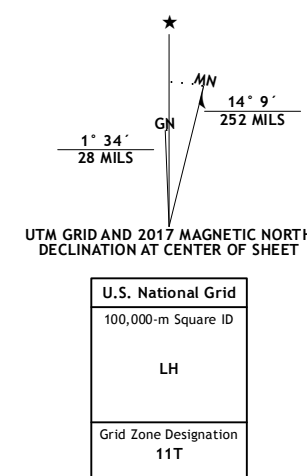 ★
MN
GN
14° 9´
252 MILS
1° 34´
28 MILS
UTM GRID AND 2017 MAGNETIC NORTH
DECLINATION AT CENTER OF SHEET
U.S. National Grid
100,000-m Square ID
LH
Grid Zone Designation
11T